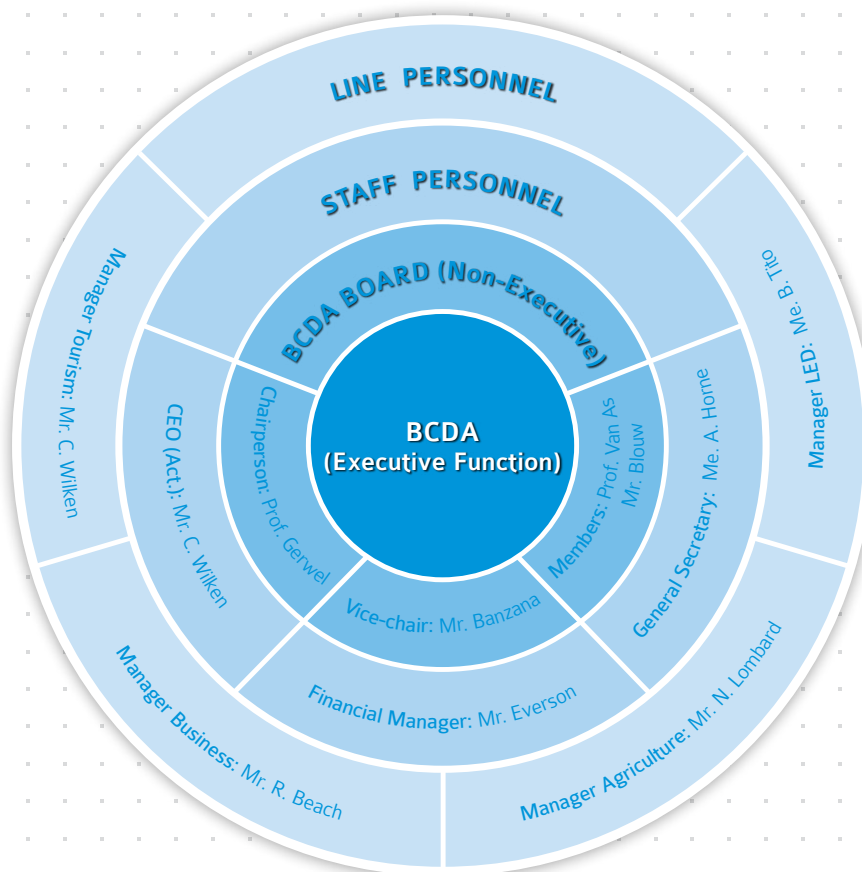 LINE PERSONNEL
STAFF PERSONNEL
BCDA BOARD (Non-Executive)
BCDA
(Executive Function)
Chairperson: Prof. Gerwel
Vice-chair: Mr. Banzana
Members: Prof. Van As
Mr. Blouw
CEO (Act.): Mr. C. Wilken
Financial Manager: Mr. Everson
General Secretary: Me. A. Horne
Manager Tourism: Mr. C. Wilken
Manager Business: Mr. R. Beach
Manager Agriculture: Mr. N. Lombard
Manager LED: Me. B. Tito